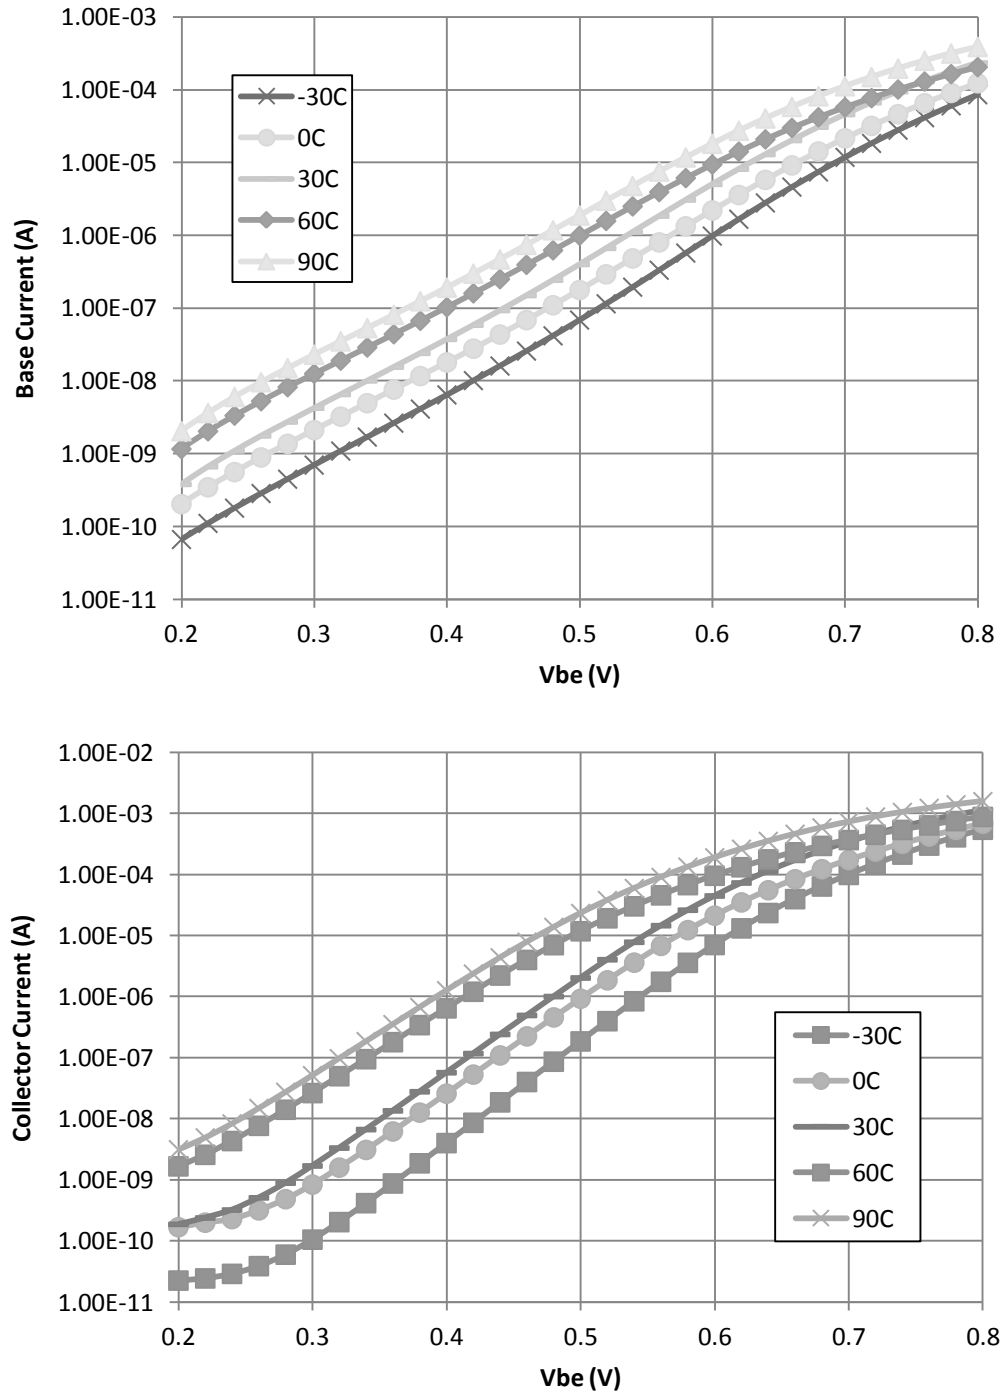 1.00E-03
1.00E-04
1.00E-05
1.00E-06
1.00E-07
1.00E-08
1.00E-09
1.00E-10
1.00E-11
Base Current (A)
-30C
0C
30C
60C
90C
0.2 0.3 0.4 0.5 0.6 0.7 0.8
Vbe (V)
1.00E-02
1.00E-03
1.00E-04
1.00E-05
1.00E-06
1.00E-07
1.00E-08
1.00E-09
1.00E-10
1.00E-11
Collector Current (A)
-30C
0C
30C
60C
90C
0.2 0.3 0.4 0.5 0.6 0.7 0.8
Vbe (V)